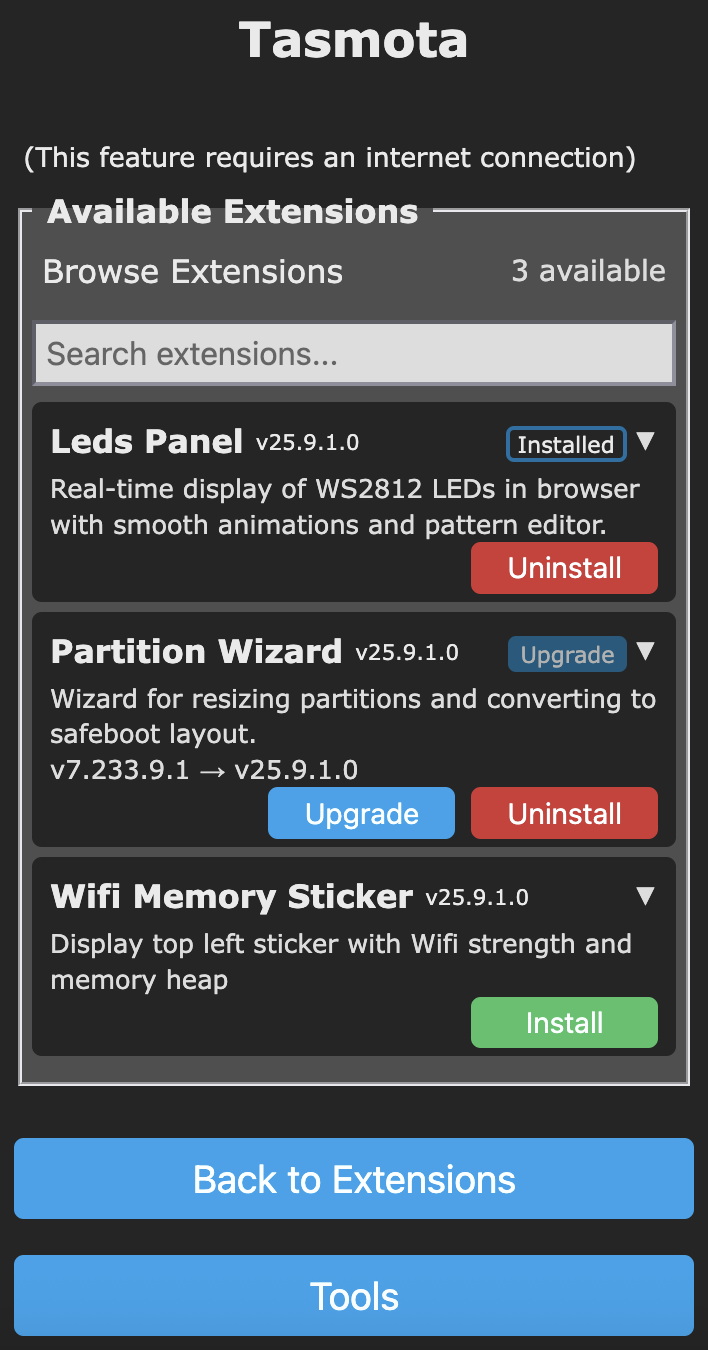 Tasmota
(This feature requires an internet connection)
Available Extensions
Browse Extensions 3 available
Search extensions...
Leds Panel v25.9.1.0 Installed ▼
Real-time display of WS2812 LEDs in browser
with smooth animations and pattern editor.
Uninstall
Partition Wizard v25.9.1.0 Upgrade ▼
Wizard for resizing partitions and converting to
safeboot layout.
v7.233.9.1 → v25.9.1.0
Upgrade Uninstall
Wifi Memory Sticker v25.9.1.0 ▼
Display top left sticker with Wifi strength and
memory heap
Install
Back to Extensions
Tools